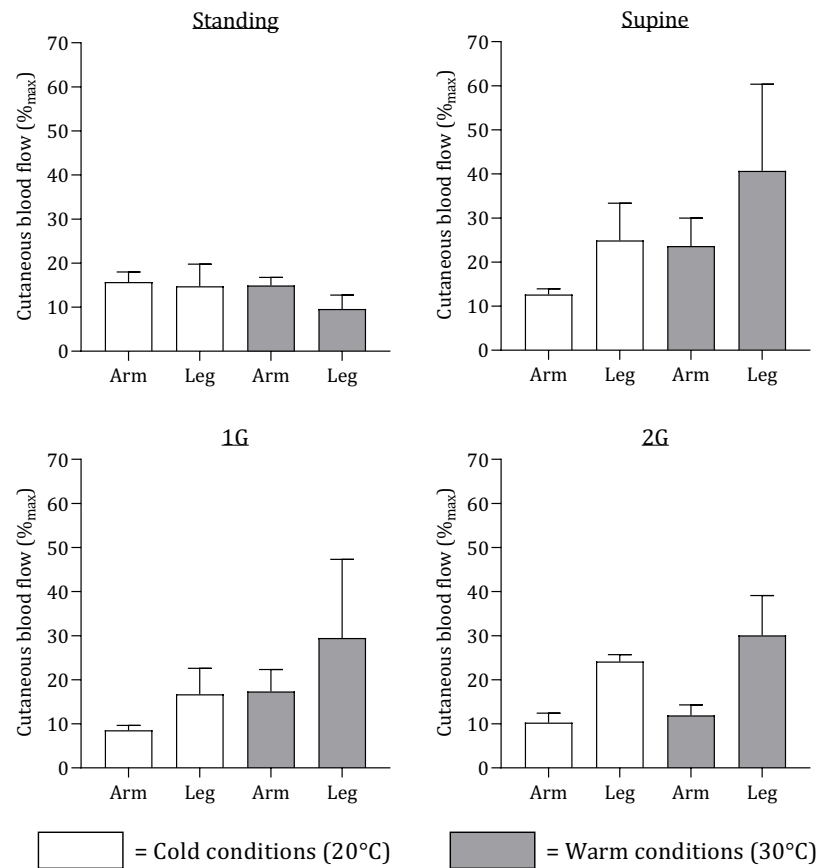 Standing
Cutaneous blood flow (%max)
70
60
50
40
30
20
10
0
Arm Leg Arm Leg
Supine
Cutaneous blood flow (%max)
70
60
50
40
30
20
10
0
Arm Leg Arm Leg
1G
Cutaneous blood flow (%max)
70
60
50
40
30
20
10
0
Arm Leg Arm Leg
2G
Cutaneous blood flow (%max)
70
60
50
40
30
20
10
0
Arm Leg Arm Leg
= Cold conditions (20°C)
= Warm conditions (30°C)